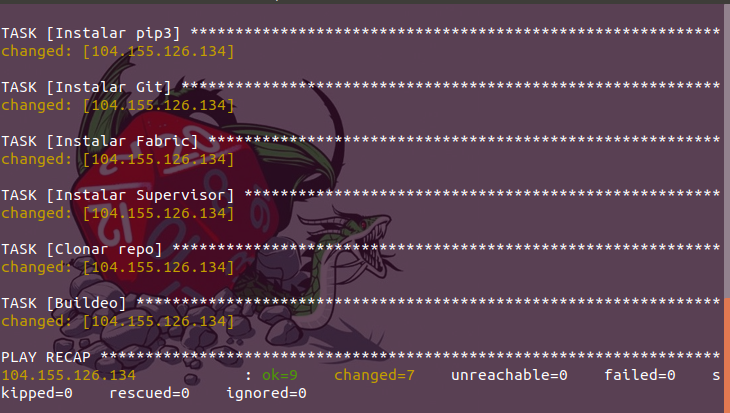 TASK [Instalar pip3] ***********************************************************
changed: [104.155.126.134]
TASK [Instalar Git] ************************************************************
changed: [104.155.126.134]
TASK [Instalar Fabric] *********************************************************
changed: [104.155.126.134]
TASK [Instalar Supervisor] *****************************************************
changed: [104.155.126.134]
TASK [Clonar repo] *************************************************************
changed: [104.155.126.134]
TASK [Buildeo] *****************************************************************
changed: [104.155.126.134]
PLAY RECAP *********************************************************************
104.155.126.134            : ok=9    changed=7    unreachable=0    failed=0    s
kipped=0    rescued=0    ignored=0